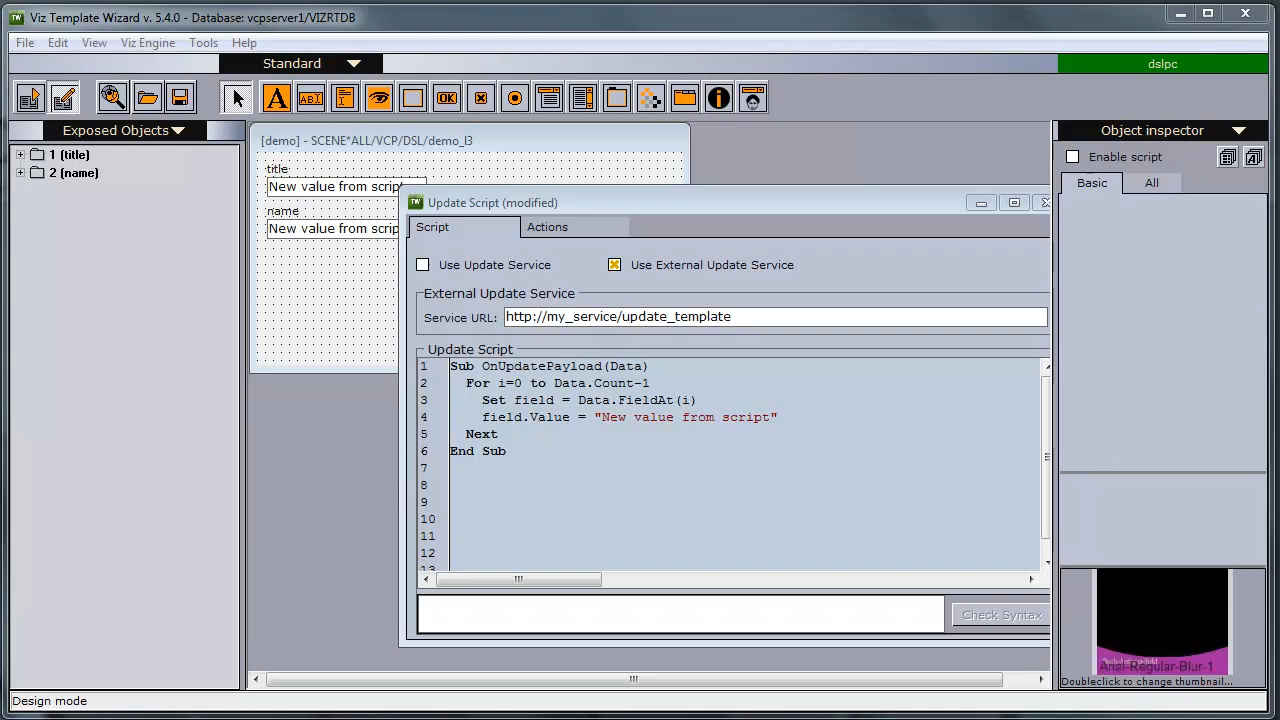 Viz Template Wizard v. 5.4.0 - Database: vcpserver1/VIZRTDB
File Edit View Viz Engine Tools Help
Standard
dslpc
Exposed Objects
1 (title)
2 (name)
[demo] - SCENE*ALL/VCP/DSL/demo_l3
title
New value from script
name
New value from scrip
Update Script (modified)
Script Actions
Use Update Service Use External Update Service
External Update Service
Service URL: http://my_service/update_template
Update Script
1 Sub OnUpdatePayload(Data)
2 For i=0 to Data.Count-1
3 Set field = Data.FieldAt(i)
4 field.Value = "New value from script"
5 Next
6 End Sub
7
8
9
10
11
12
13
Check Syntax
Object inspector
Enable script
Basic All
Arial-Regular-Blur-1
Doubleclick to change thumbnail...
Design mode